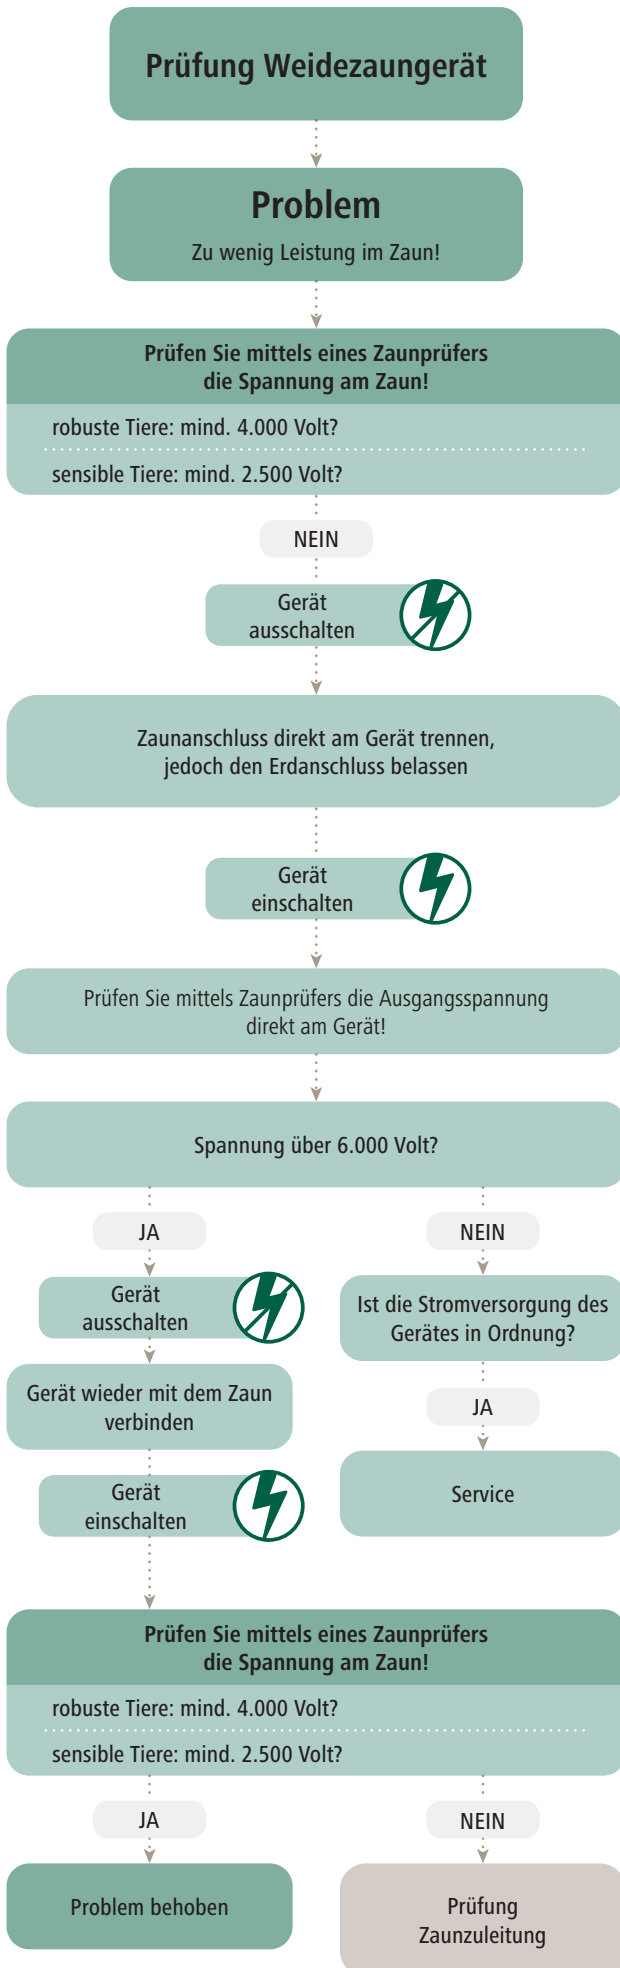 Prüfung Weidezaungerät
Problem
Zu wenig Leistung im Zaun!
Prüfen Sie mittels eines Zaunprüfers
die Spannung am Zaun!
robuste Tiere: mind. 4.000 Volt?
sensible Tiere: mind. 2.500 Volt?
NEIN
Gerät
ausschalten
Zaunanschluss direkt am Gerät trennen,
jedoch den Erdanschluss belassen
Gerät
einschalten
Prüfen Sie mittels Zaunprüfers die Ausgangsspannung
direkt am Gerät!
Spannung über 6.000 Volt?
JA
Gerät
ausschalten
Gerät wieder mit dem Zaun
verbinden
Gerät
einschalten
NEIN
Ist die Stromversorgung des
Gerätes in Ordnung?
JA
Service
Prüfen Sie mittels eines Zaunprüfers
die Spannung am Zaun!
robuste Tiere: mind. 4.000 Volt?
sensible Tiere: mind. 2.500 Volt?
JA
Problem behoben
NEIN
Prüfung
Zaunzuleitung